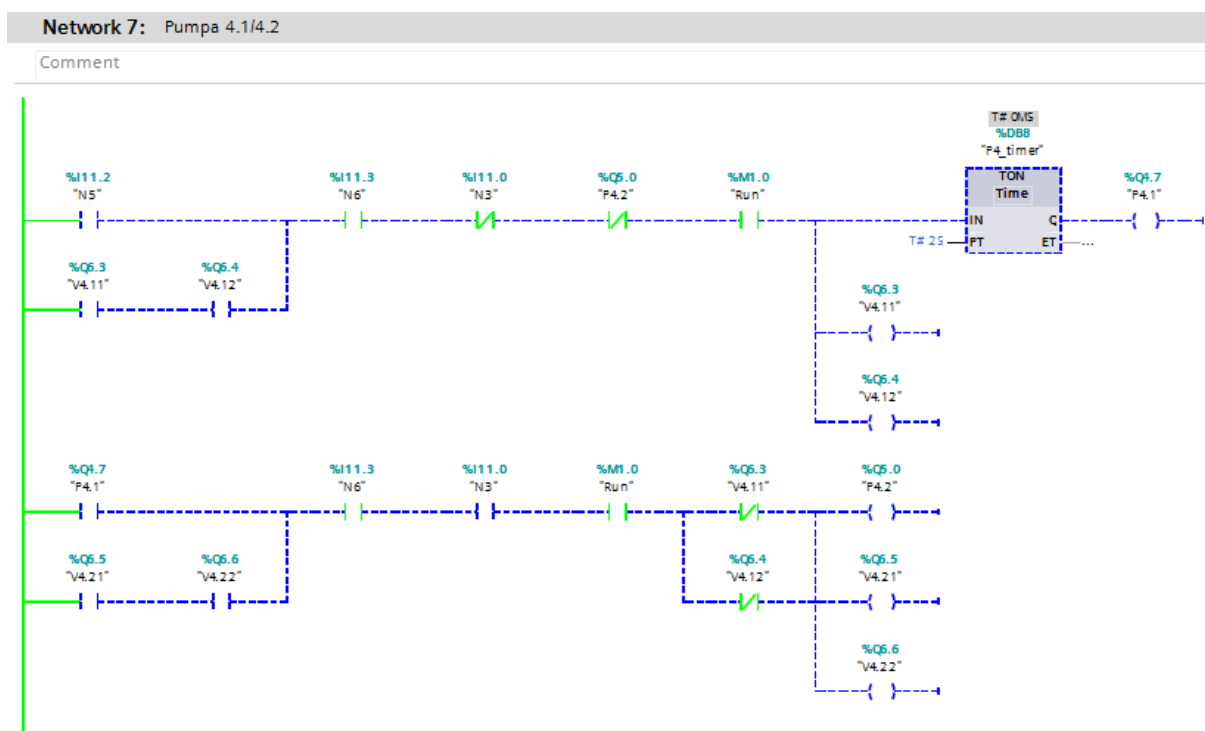 Network 7: Pumpa 4.1/4.2
Comment
T# 0MS
%DB8
"P4_timer"
%I11.2 %I11.3 %I11.0 %Q5.0 %M1.0 TON %Q4.7
"N5" "N6" "N3" "P4.2" "Run" Time "P4.1"
IN Q
T# 2S PT ET ...
%Q6.3 %Q6.4
"V4.11" "V4.12"
%Q6.3
"V4.11"
%Q6.4
"V4.12"
%Q4.7 %I11.3 %I11.0 %M1.0 %Q6.3 %Q5.0
"P4.1" "N6" "N3" "Run" "V4.11" "P4.2"
%Q6.5 %Q6.6 %Q6.4 %Q6.5
"V4.21" "V4.22" "V4.12" "V4.21"
%Q6.6
"V4.22"